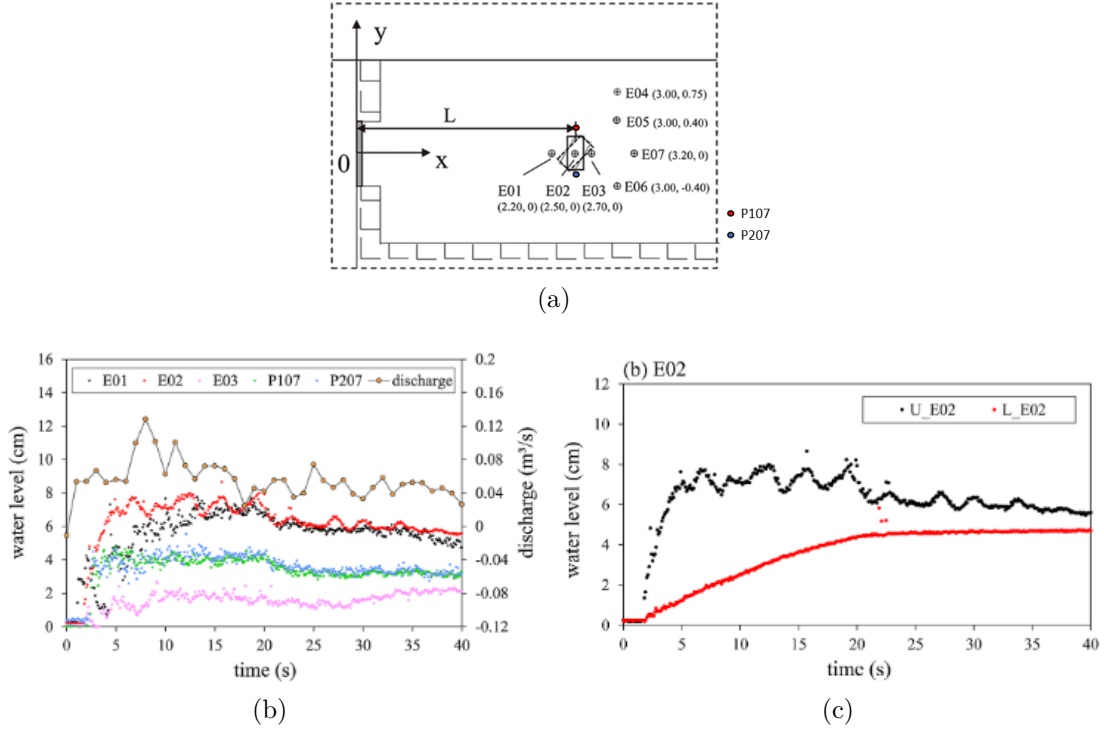 y
E04 (3.00, 0.75)
L
E05 (3.00, 0.40)
0
x
E07 (3.20, 0)
E01 E02 E03
E06 (3.00, -0.40)
(2.20, 0) (2.50, 0) (2.70, 0)
P107
P207
(a)
16
14
12
10
8
6
4
2
0
water level (cm)
E01 E02 E03 P107 P207 discharge
0.2
0.16
0.12
0.08
0.04
0
-0.04
-0.08
-0.12
discharge (m³/s)
0 5 10 15 20 25 30 35 40
time (s)
(b)
(b) E02
12
10
8
6
4
2
0
water level (cm)
U_E02 L_E02
0 5 10 15 20 25 30 35 40
time (s)
(c)